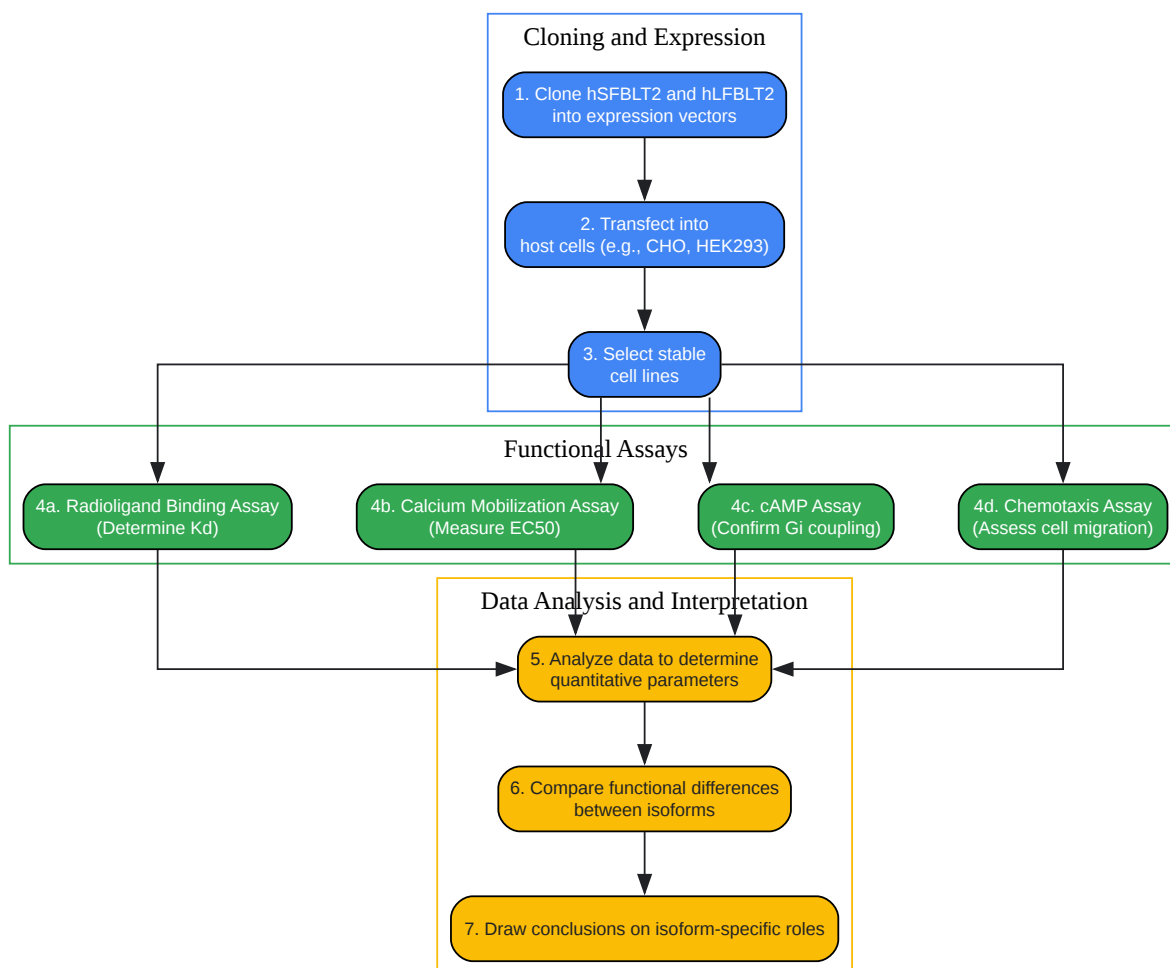 Cloning and Expression
1. Clone hSFBLT2 and hLFBLT2
into expression vectors
2. Transfect into
host cells (e.g., CHO, HEK293)
3. Select stable
cell lines
Functional Assays
4a. Radioligand Binding Assay
(Determine Kd)
4b. Calcium Mobilization Assay
(Measure EC50)
4c. cAMP Assay
(Confirm Gi coupling)
4d. Chemotaxis Assay
(Assess cell migration)
Data Analysis and Interpretation
5. Analyze data to determine
quantitative parameters
6. Compare functional differences
between isoforms
7. Draw conclusions on isoform-specific roles